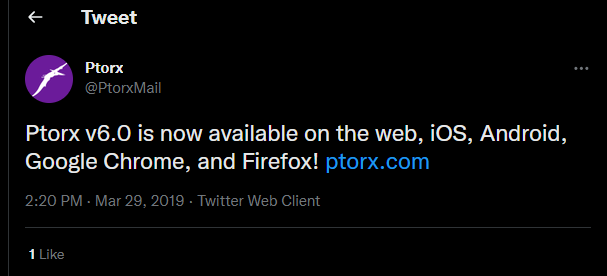 Tweet
Ptorx
@PtorxMail
Ptorx v6.0 is now available on the web, iOS, Android,
Google Chrome, and Firefox! ptorx.com
2:20 PM · Mar 29, 2019 · Twitter Web Client
1 Like